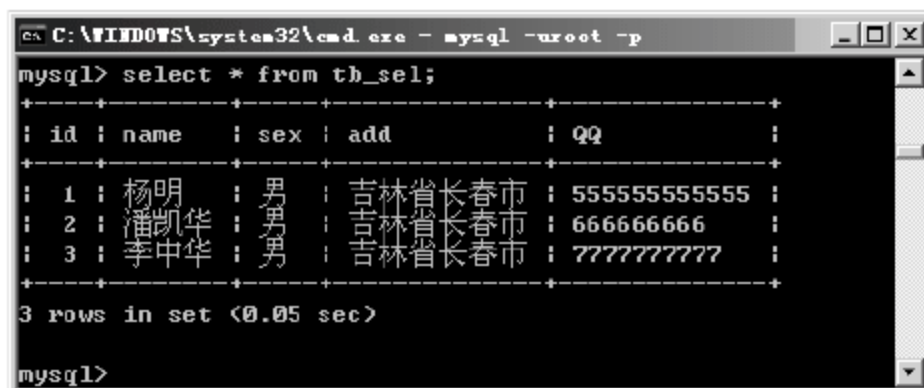 C:\WINDOWS\system32\cmd.exe - mysql -uroot -p
mysql> select * from tb_sel;
+----+--------+-----+--------------+--------------+
| id | name | sex | add | QQ |
+----+--------+-----+--------------+--------------+
| 1 | 杨明 | 男 | 吉林省长春市 | 555555555555 |
| 2 | 潘凯华 | 男 | 吉林省长春市 | 666666666 |
| 3 | 李中华 | 男 | 吉林省长春市 | 7777777777 |
+----+--------+-----+--------------+--------------+
3 rows in set (0.05 sec)
mysql>